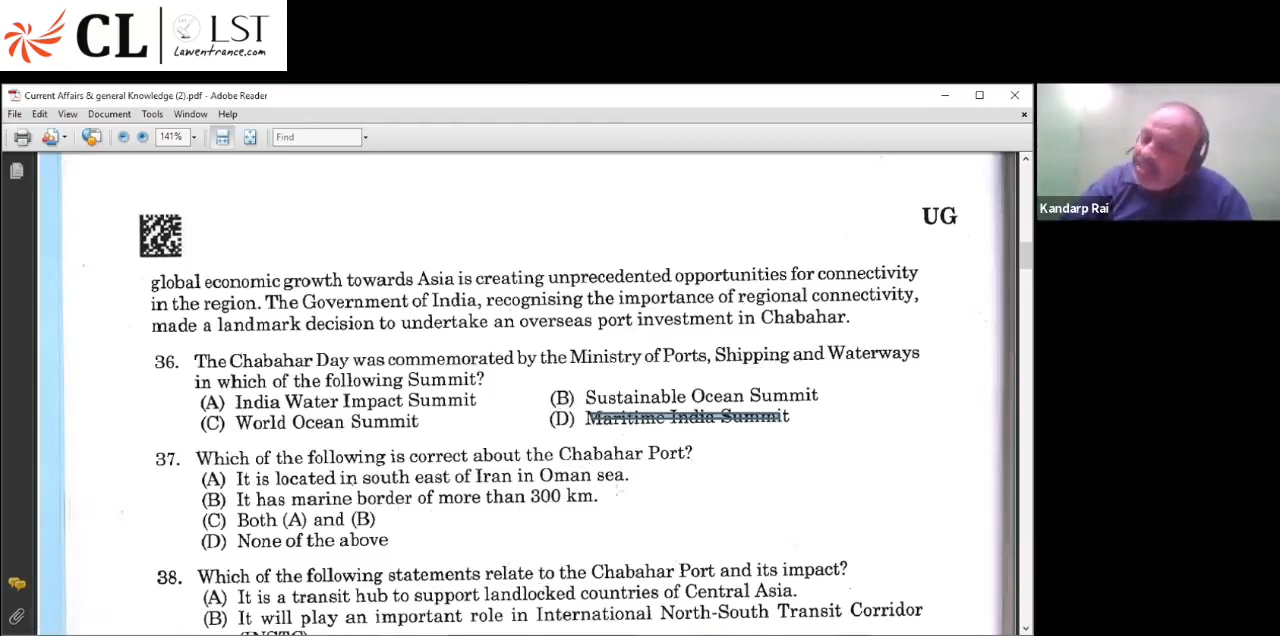 CL LST
Lawentrance.com
Current Affairs & general Knowledge (2).pdf - Adobe Reader
File Edit View Document Tools Window Help
141% Find
Kandarp Rai
UG
global economic growth towards Asia is creating unprecedented opportunities for connectivity
in the region. The Government of India, recognising the importance of regional connectivity,
made a landmark decision to undertake an overseas port investment in Chabahar.
36. The Chabahar Day was commemorated by the Ministry of Ports, Shipping and Waterways
in which of the following Summit?
(A) India Water Impact Summit (B) Sustainable Ocean Summit
(C) World Ocean Summit (D) Maritime India Summit
37. Which of the following is correct about the Chabahar Port?
(A) It is located in south east of Iran in Oman sea.
(B) It has marine border of more than 300 km.
(C) Both (A) and (B)
(D) None of the above
38. Which of the following statements relate to the Chabahar Port and its impact?
(A) It is a transit hub to support landlocked countries of Central Asia.
(B) It will play an important role in International North-South Transit Corridor